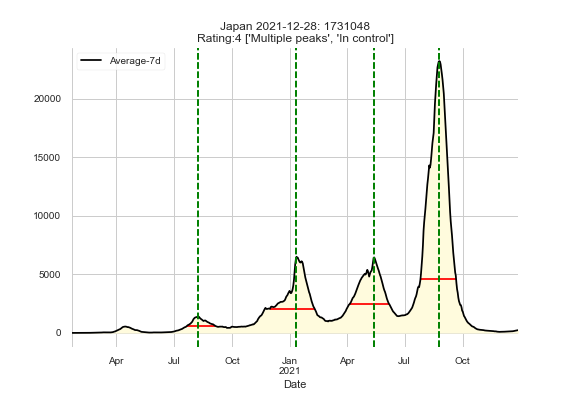 Japan 2021-12-28: 1731048
Rating:4 ['Multiple peaks', 'In control']
Average-7d
20000
15000
10000
5000
0
Apr Jul Oct Jan Apr Jul Oct
2021
Date